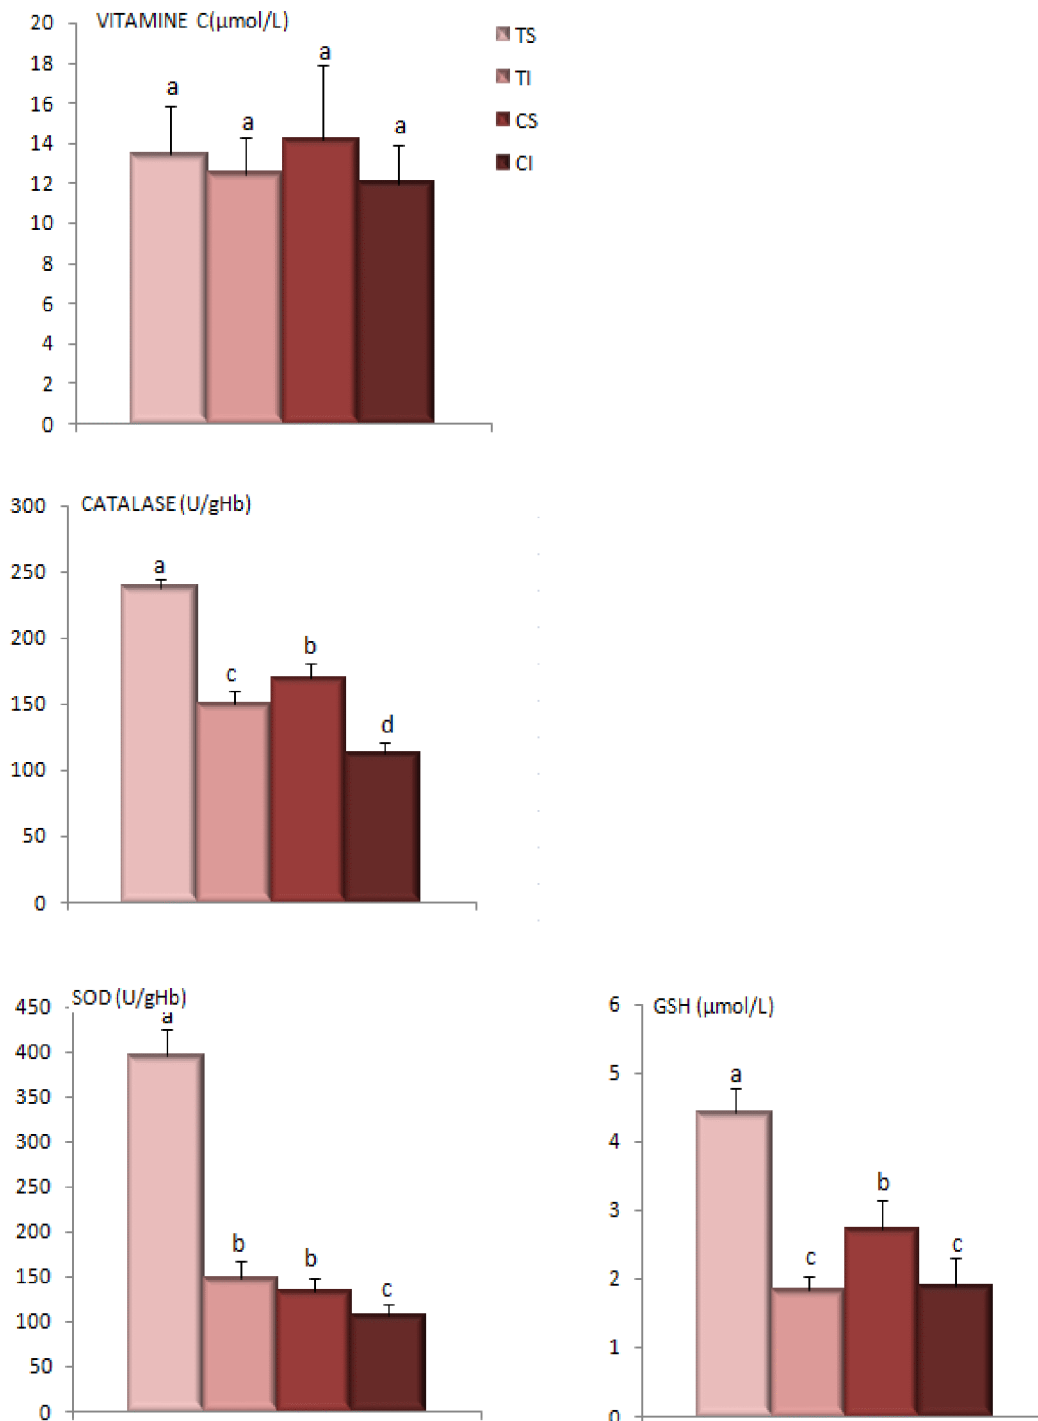 VITAMINE C(µmol/L)
20
18
16
14
12
10
8
6
4
2
0
a
a
a
a
TS
TI
CS
CI
CATALASE (U/gHb)
300
250
200
150
100
50
0
a
c
b
d
SOD (U/gHb)
450
400
350
300
250
200
150
100
50
0
a
b
b
c
GSH (µmol/L)
6
5
4
3
2
1
0
a
c
b
c